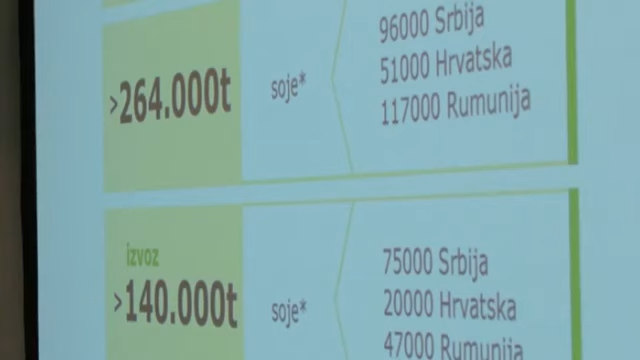 >264.000t
soje*
96000 Srbija
51000 Hrvatska
117000 Rumunija
izvoz
>140.000t
soje*
75000 Srbija
20000 Hrvatska
47000 Rumunija